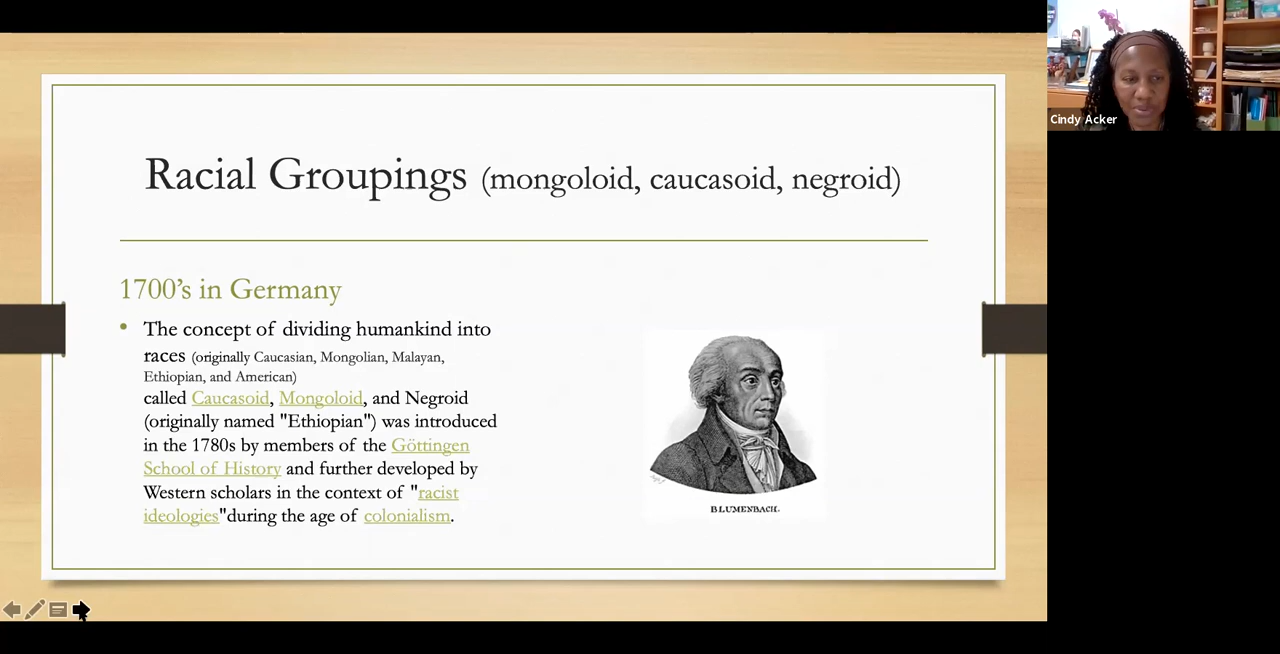 Racial Groupings (mongoloid, caucasoid, negroid)
1700's in Germany
• The concept of dividing humankind into
races (originally Caucasian, Mongolian, Malayan,
Ethiopian, and American)
called Caucasoid, Mongoloid, and Negroid
(originally named "Ethiopian") was introduced
in the 1780s by members of the Göttingen
School of History and further developed by
Western scholars in the context of "racist
ideologies"during the age of colonialism.
BLUMENBACH.
Cindy Acker